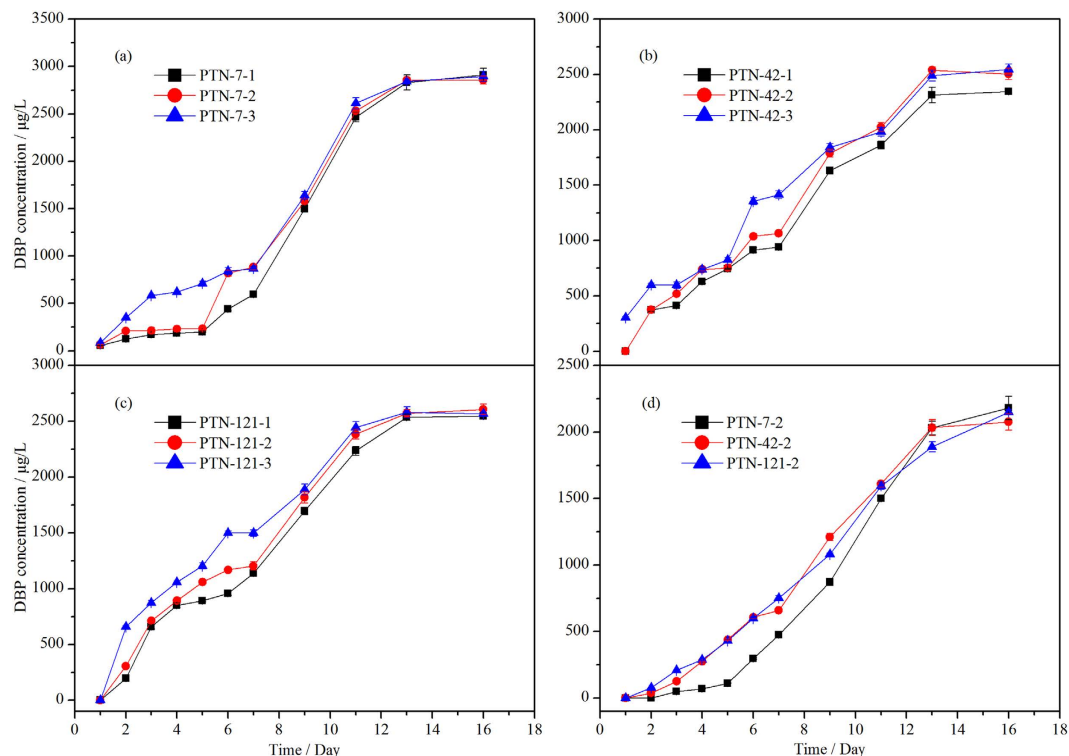 3500
3000
2500
2000
1500
1000
500
0
DBP concentration / μg/L
(a)
PTN-7-1
PTN-7-2
PTN-7-3
3000
2500
2000
1500
1000
500
0
(b)
PTN-42-1
PTN-42-2
PTN-42-3
3000
2500
2000
1500
1000
500
0
DBP concentration / μg/L
(c)
PTN-121-1
PTN-121-2
PTN-121-3
0 2 4 6 8 10 12 14 16 18
Time / Day
2500
2000
1500
1000
500
0
(d)
PTN-7-2
PTN-42-2
PTN-121-2
0 2 4 6 8 10 12 14 16 18
Time / Day